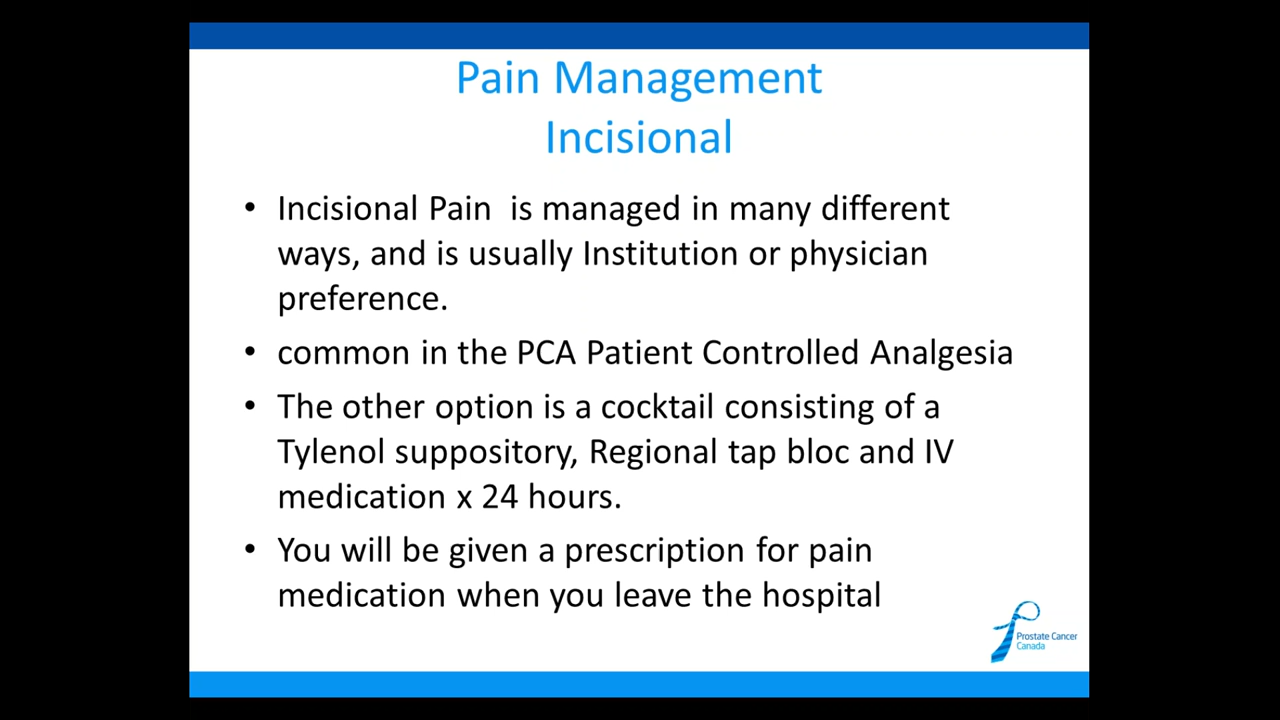 Pain Management
Incisional
• Incisional Pain  is managed in many different
ways, and is usually Institution or physician
preference.
• common in the PCA Patient Controlled Analgesia
• The other option is a cocktail consisting of a
Tylenol suppository, Regional tap bloc and IV
medication x 24 hours.
• You will be given a prescription for pain
medication when you leave the hospital
Prostate Cancer
Canada